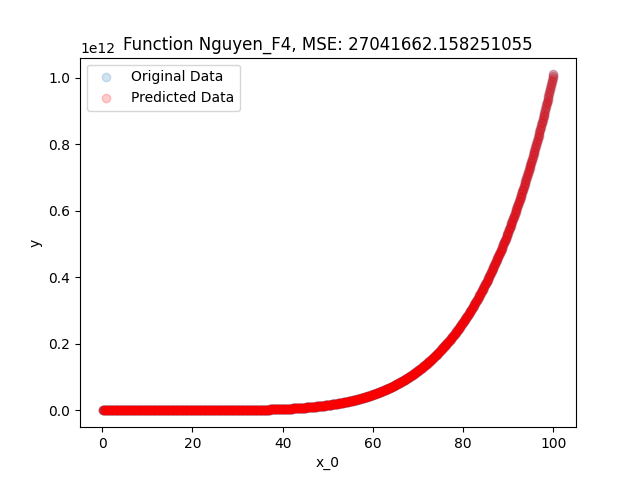 Function Nguyen_F4, MSE: 27041662.158251055
1e12
Original Data
Predicted Data
1.0
0.8
0.6
0.4
0.2
0.0
y
0 20 40 60 80 100
x_0